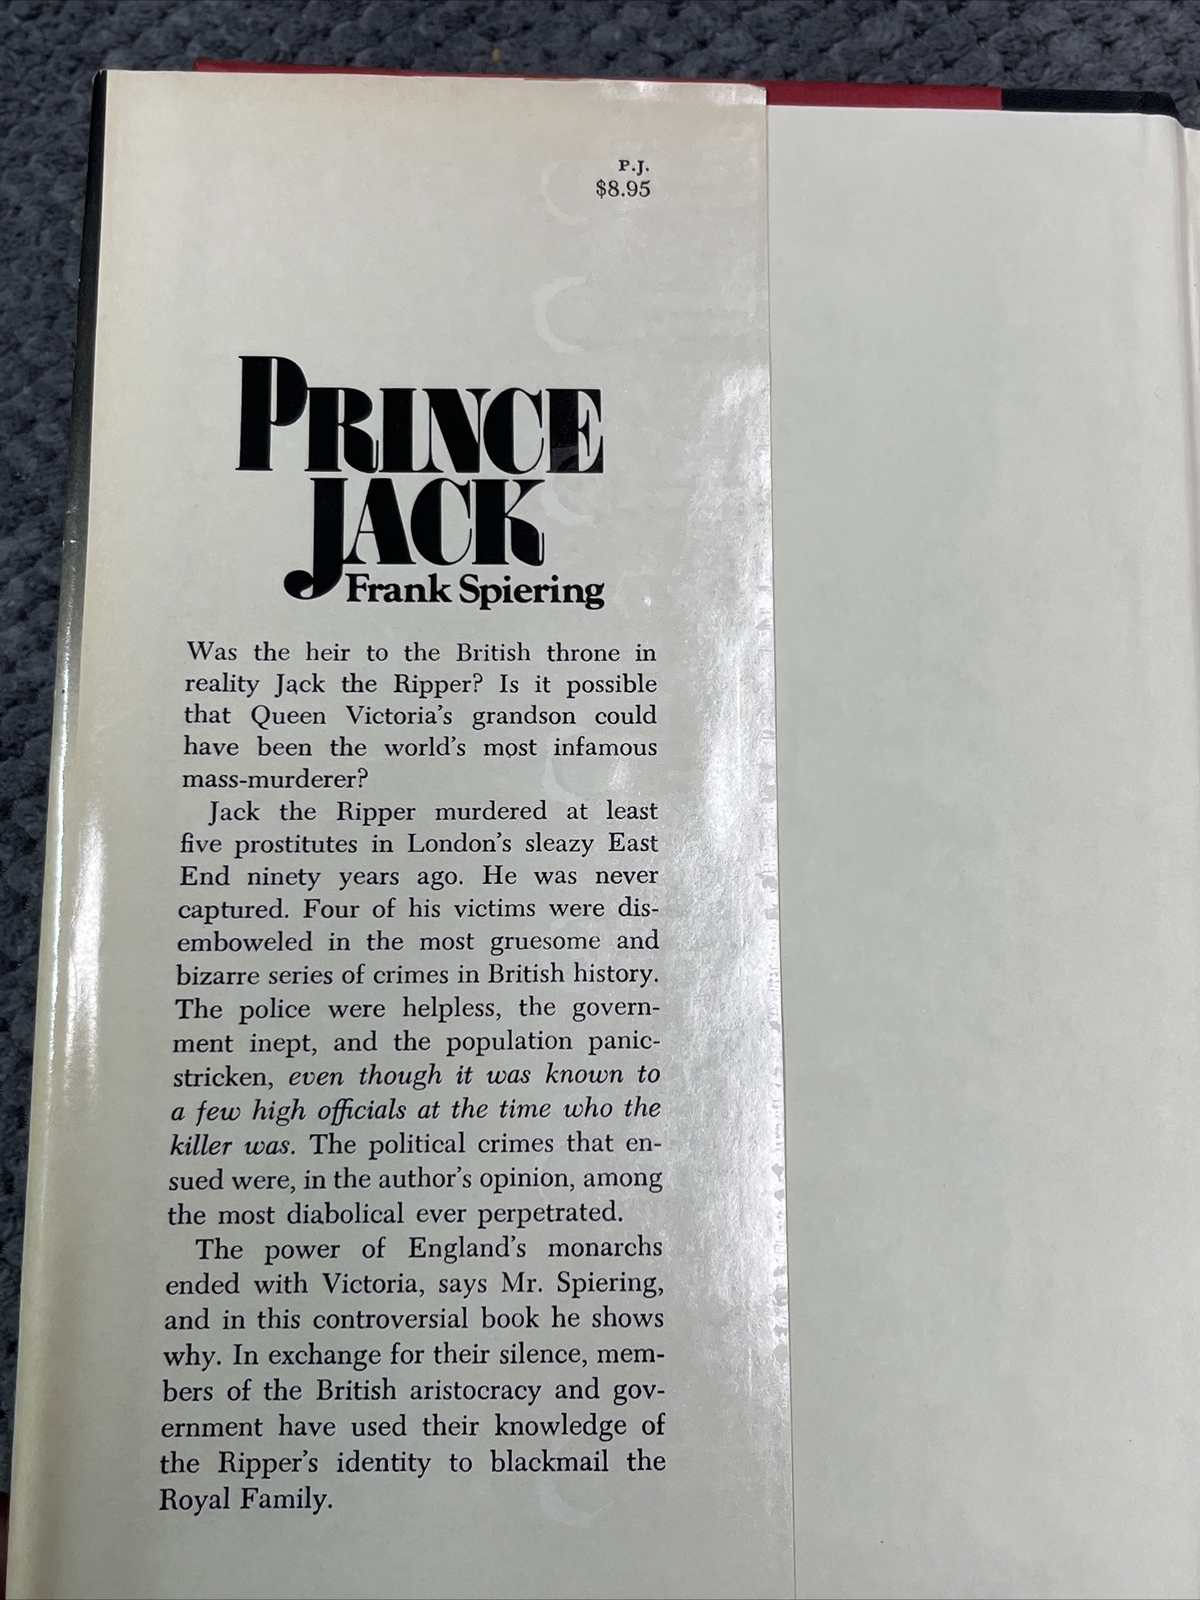 P.J.
$8.95
PRINCE
JACK
Frank Spiering
Was the heir to the British throne in
reality Jack the Ripper? Is it possible
that Queen Victoria's grandson could
have been the world's most infamous
mass-murderer?
Jack the Ripper murdered at least
five prostitutes in London's sleazy East
End ninety years ago. He was never
captured. Four of his victims were dis-
emboweled in the most gruesome and
bizarre series of crimes in British history.
The police were helpless, the govern-
ment inept, and the population panic-
stricken, even though it was known to
a few high officials at the time who the
killer was. The political crimes that en-
sued were, in the author's opinion, among
the most diabolical ever perpetrated.
The power of England's monarchs
ended with Victoria, says Mr. Spiering,
and in this controversial book he shows
why. In exchange for their silence, mem-
bers of the British aristocracy and gov-
ernment have used their knowledge of
the Ripper's identity to blackmail the
Royal Family.